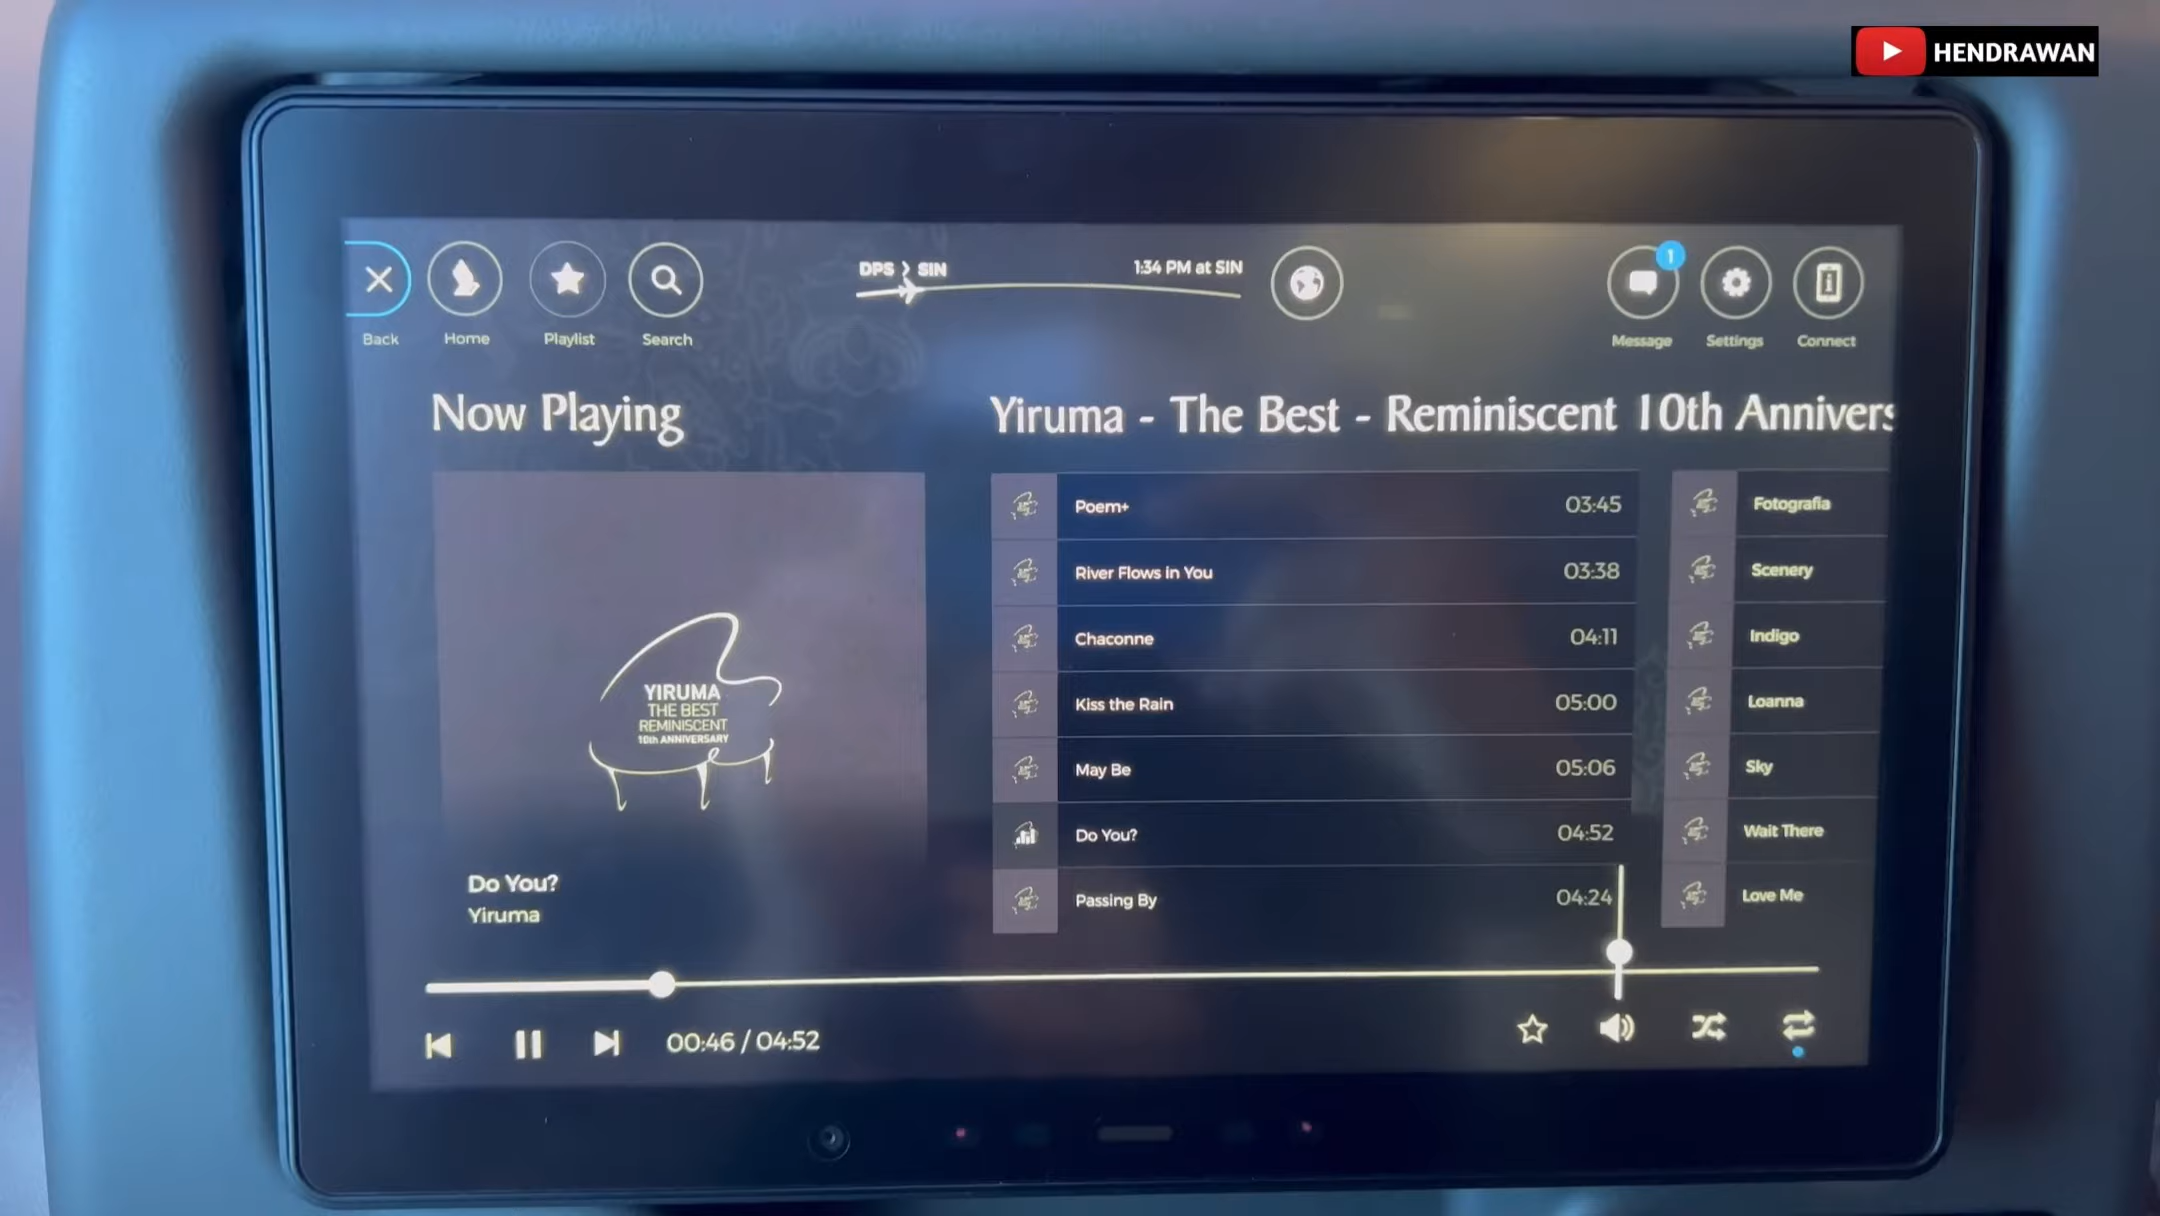 HENDRAWAN
DPS > SIN
1:34 PM at SIN
1
Back
Home
Playlist
Search
Message
Settings
Connect
Now Playing
Yiruma - The Best - Reminiscent 10th Annivers
YIRUMA
THE BEST
REMINISCENT
10th ANNIVERSARY
Do You?
Yiruma
Poem+ 03:45
River Flows in You 03:38
Chaconne 04:11
Kiss the Rain 05:00
May Be 05:06
Do You? 04:52
Passing By 04:24
Fotografia
Scenery
Indigo
Loanna
Sky
Wait There
Love Me
00:46 / 04:52